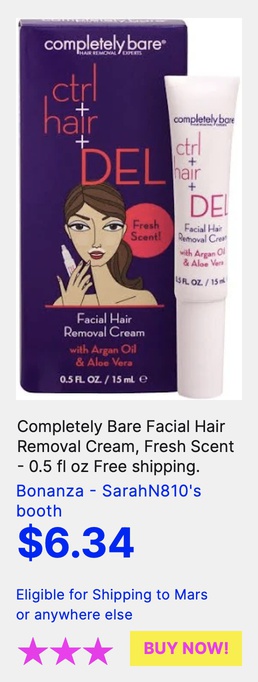 completely bare®
HAIR REMOVAL EXPERTS
ctrl
+
hair
+
DEL
Fresh
Scent!
Facial Hair
Removal Cream
with Argan Oil
& Aloe Vera
0.5 FL. OZ. / 15 mL ℮
completely bare
ctrl
+
hair
+
DEL
Facial Hair
Removal Cream
with Argan Oil
& Aloe Vera
0.5 FL. OZ. / 15 mL
Completely Bare Facial Hair
Removal Cream, Fresh Scent
- 0.5 fl oz Free shipping.
Bonanza - SarahN810's
booth
$6.34
Eligible for Shipping to Mars
or anywhere else
BUY NOW!